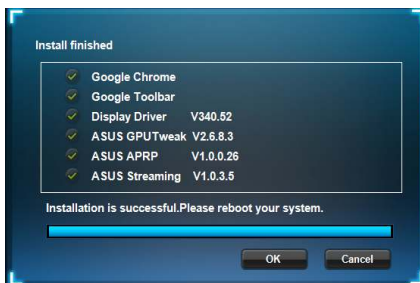 Install finished
Google Chrome
Google Toolbar
Display Driver V340.52
ASUS GPUTweak V2.6.8.3
ASUS APRP V1.0.0.26
ASUS Streaming V1.0.3.5
Installation is successful.Please reboot your system.
OK Cancel